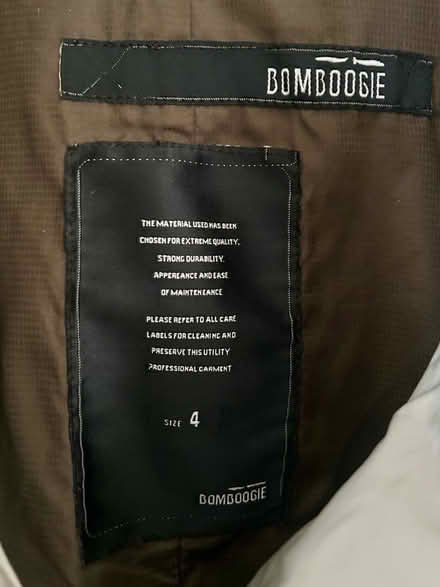 BOMBOOGIE
THE MATERIAL USED HAS BEEN
CHOSEN FOR EXTREME QUALITY,
STRONG DURABILITY,
APPEREANCE AND EASE
OF MAINTENEANCE
PLEASE REFER TO ALL CARE
LABELS FOR CLEANING AND
PRESERVE THIS UTILITY
PROFESSIONAL GARMENT
SIZE 4
BOMBOOGIE